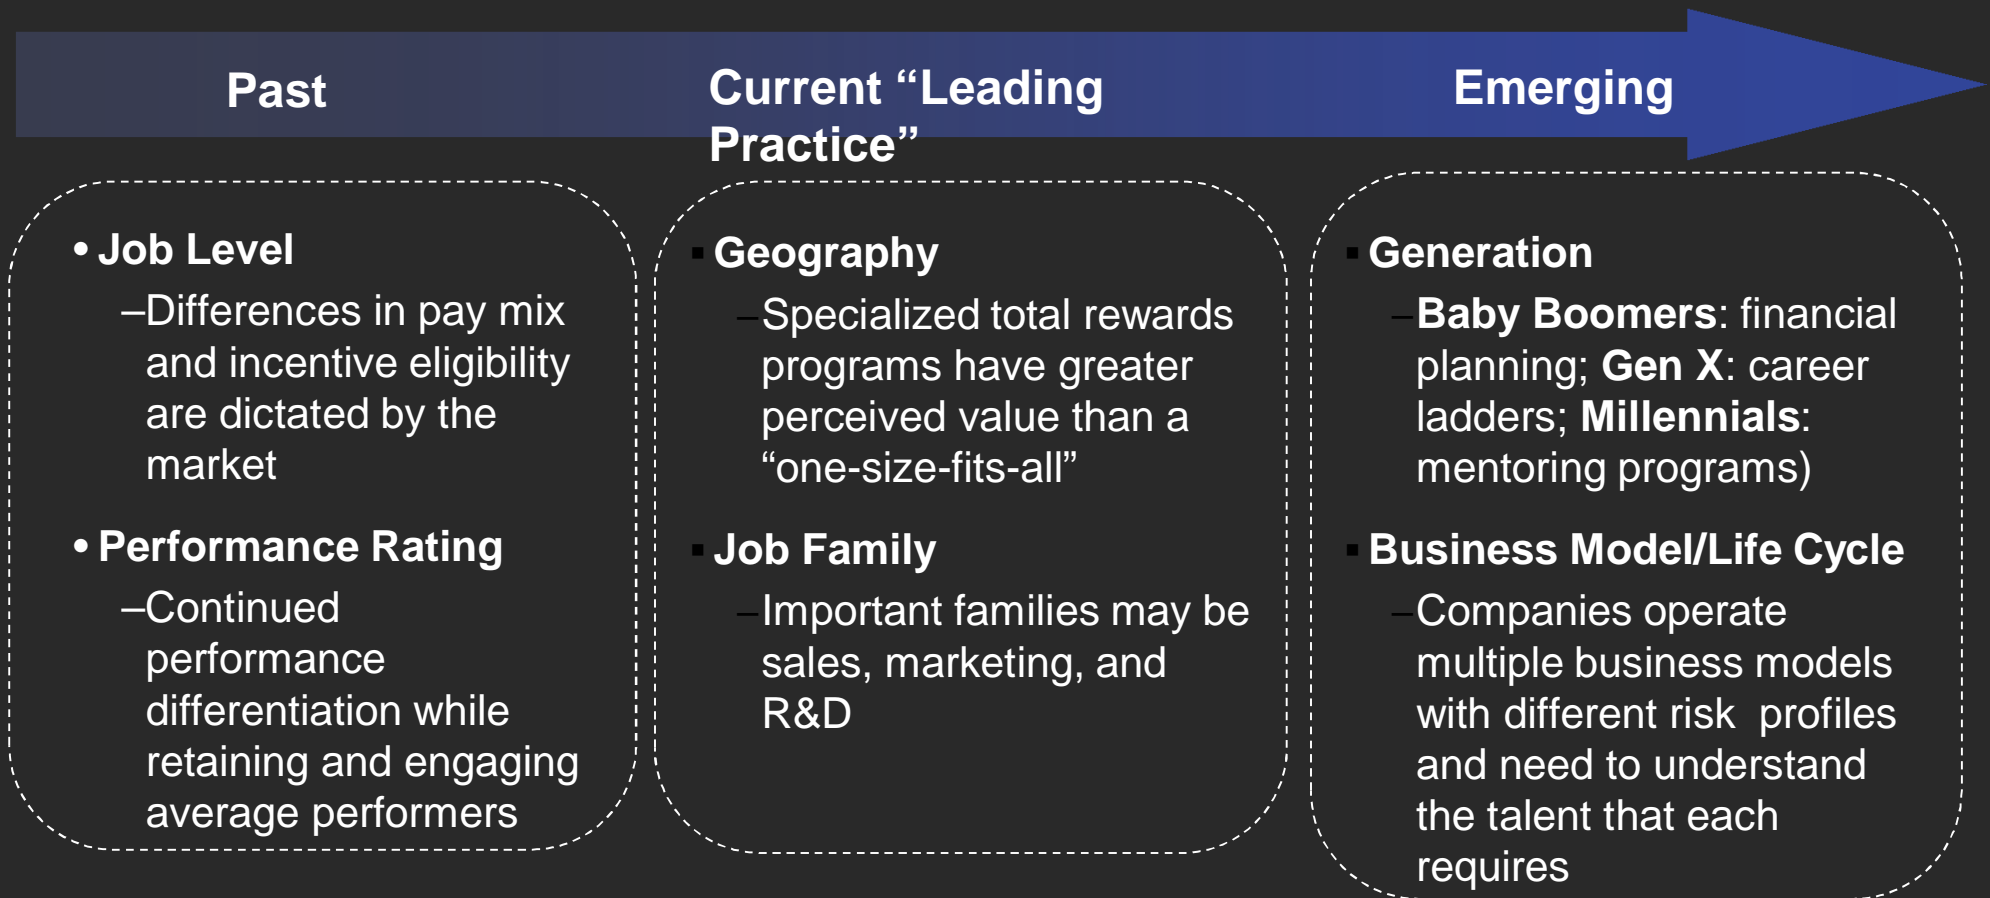 Past
Current “Leading
Practice”
Emerging
• Job Level
–Differences in pay mix
and incentive eligibility
are dictated by the
market
• Performance Rating
–Continued
performance
differentiation while
retaining and engaging
average performers
▪ Geography
–Specialized total rewards
programs have greater
perceived value than a
“one-size-fits-all”
▪ Job Family
–Important families may be
sales, marketing, and
R&D
▪ Generation
–Baby Boomers: financial
planning; Gen X: career
ladders; Millennials:
mentoring programs)
▪ Business Model/Life Cycle
–Companies operate
multiple business models
with different risk  profiles
and need to understand
the talent that each
requires